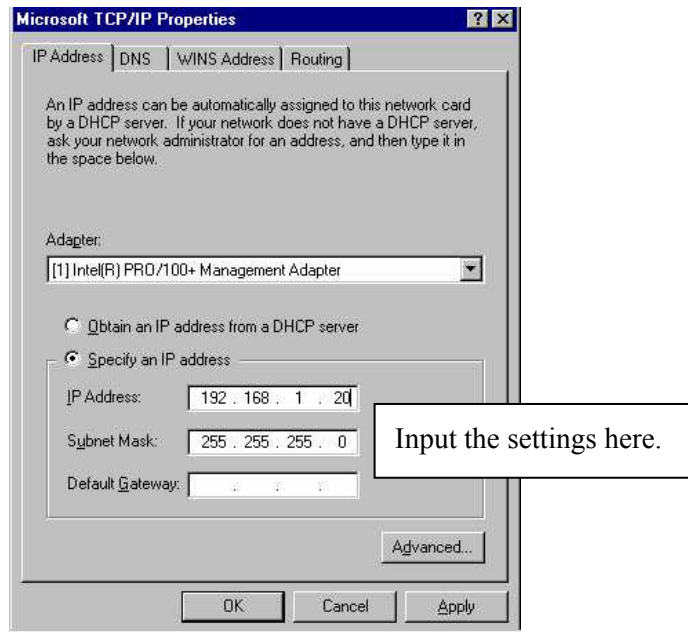 Microsoft TCP/IP Properties
IP Address DNS WINS Address Routing
An IP address can be automatically assigned to this network card
by a DHCP server. If your network does not have a DHCP server,
ask your network administrator for an address, and then type it in
the space below.
Adapter:
[1] Intel(R) PRO/100+ Management Adapter
Obtain an IP address from a DHCP server
Specify an IP address
IP Address: 192 . 168 . 1 . 20
Subnet Mask: 255 . 255 . 255 . 0
Input the settings here.
Default Gateway: . . .
Advanced...
OK Cancel Apply